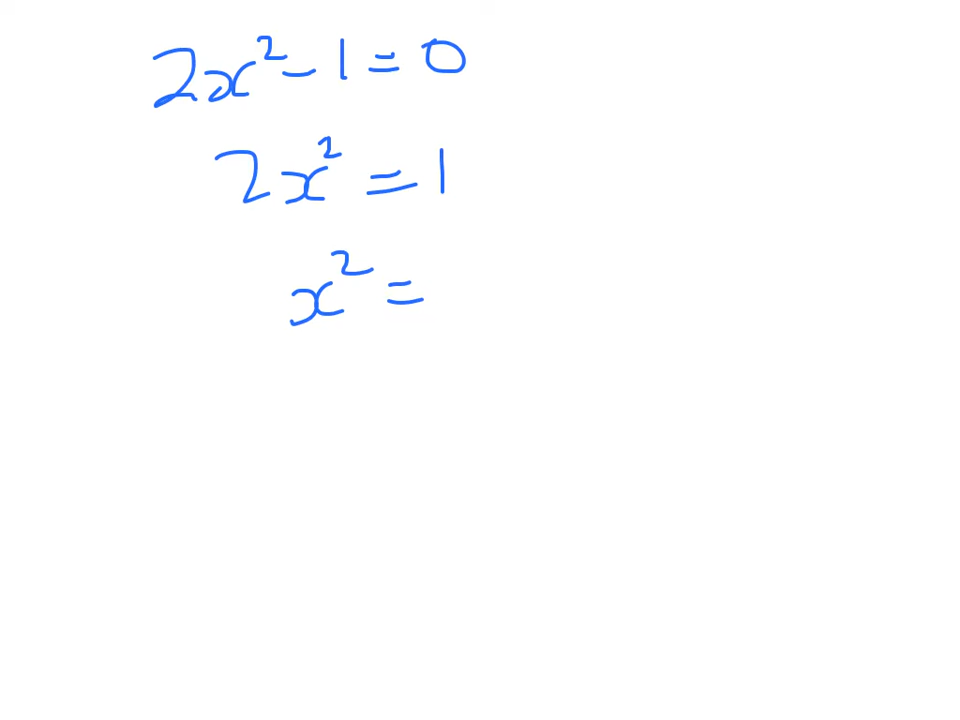 2x² - 1 = 0
2x² = 1
x² =